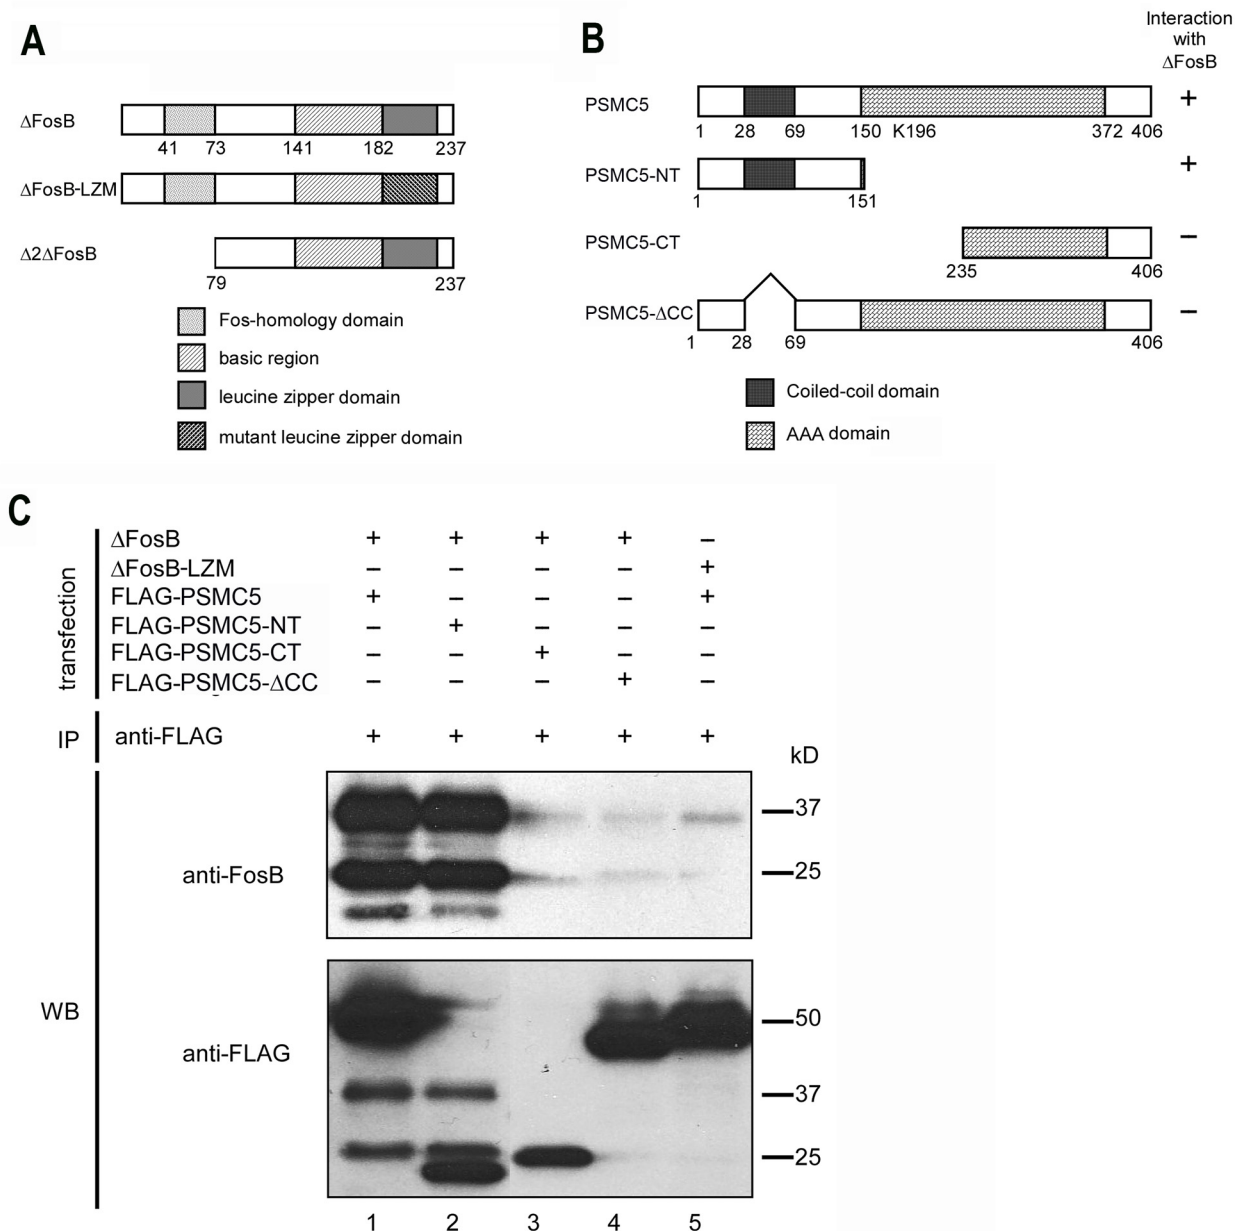 A
ΔFosB
41 73 141 182 237
ΔFosB-LZM
Δ2ΔFosB
79 237
Fos-homology domain
basic region
leucine zipper domain
mutant leucine zipper domain
B
Interaction
with
ΔFosB
PSMC5 +
1 28 69 150 K196 372 406
PSMC5-NT +
1 151
PSMC5-CT –
235 406
PSMC5-ΔCC –
1 28 69 406
Coiled-coil domain
AAA domain
C
transfection
ΔFosB + + + + –
ΔFosB-LZM – – – – +
FLAG-PSMC5 + – – – +
FLAG-PSMC5-NT – + – – –
FLAG-PSMC5-CT – – + – –
FLAG-PSMC5-ΔCC – – – + –
IP anti-FLAG + + + + +
kD
37
anti-FosB 25
WB
50
anti-FLAG
37
25
1 2 3 4 5